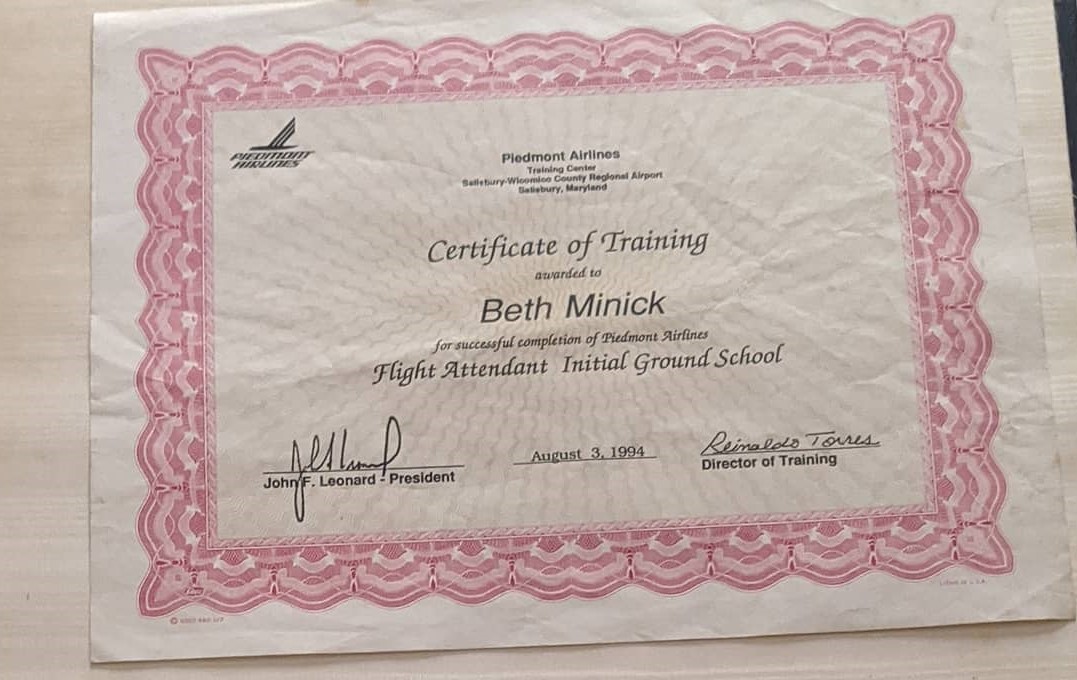 PIEDMONT
AIRLINES
Piedmont Airlines
Training Center
Salisbury-Wicomico County Regional Airport
Salisbury, Maryland
Certificate of Training
awarded to
Beth Minick
for successful completion of Piedmont Airlines
Flight Attendant Initial Ground School
John F. Leonard - President
August 3, 1994
Reinaldo Torres
Director of Training